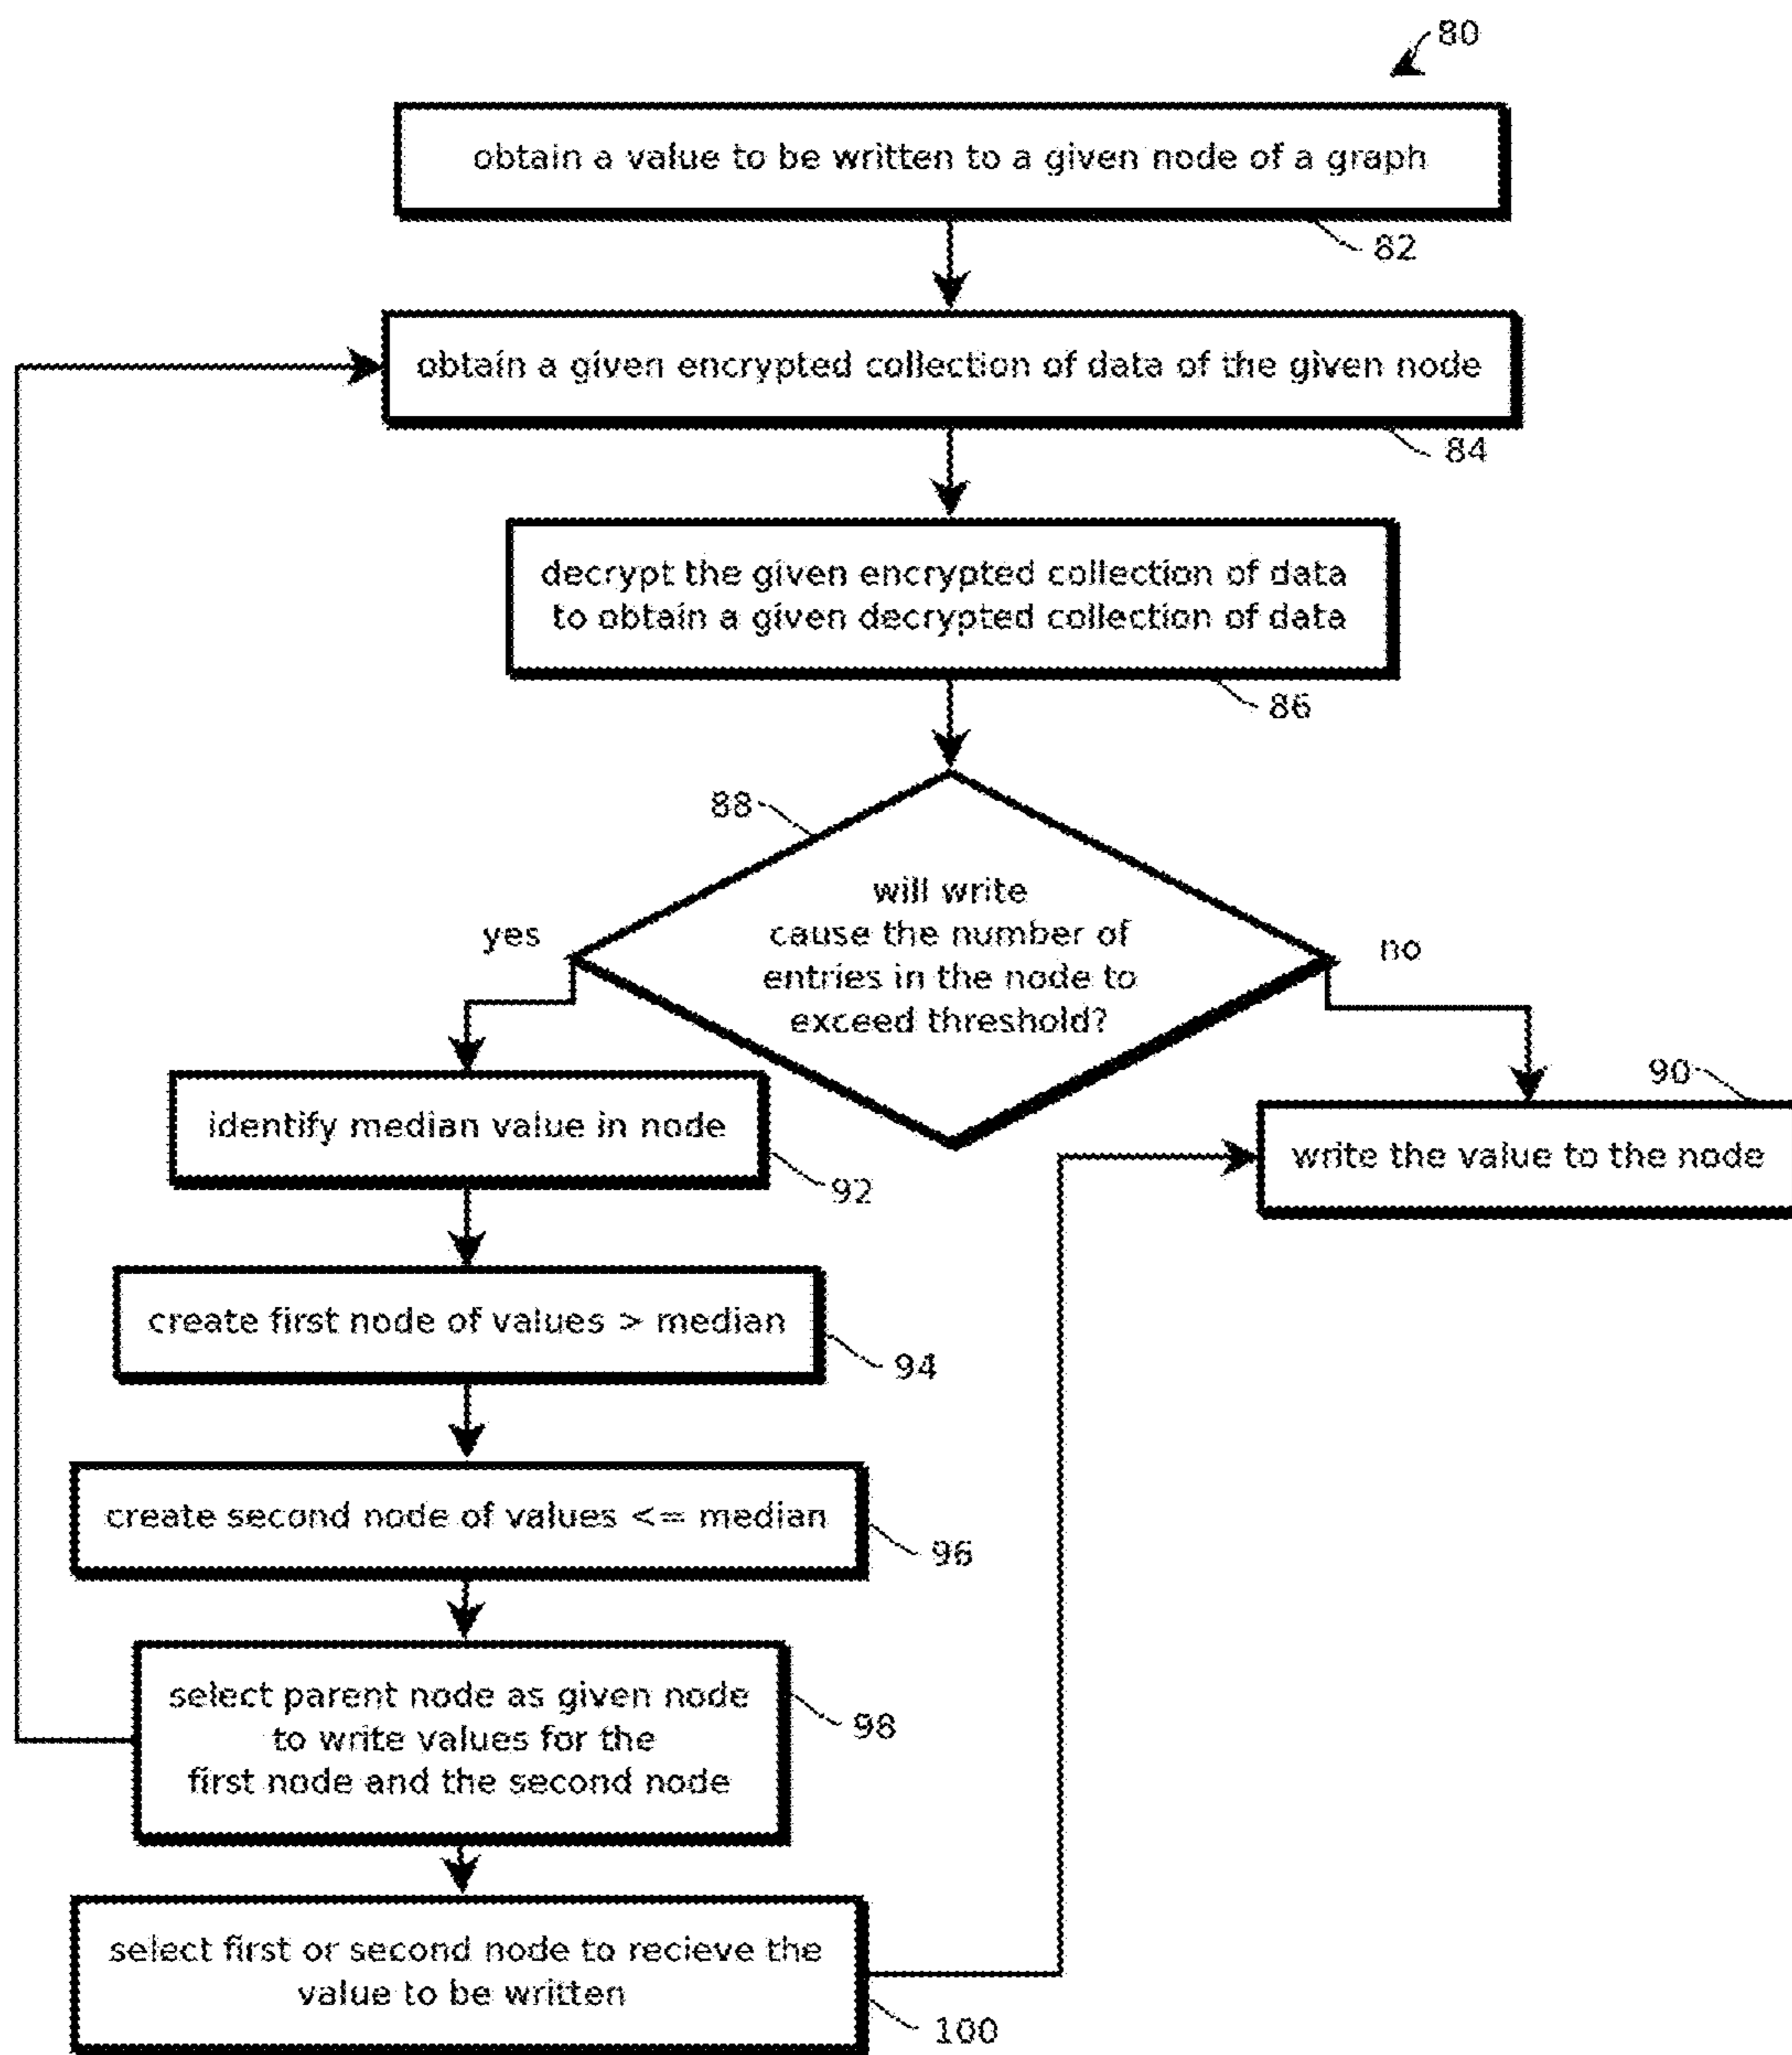 80
obtain a value to be written to a given node of a graph
82
obtain a given encrypted collection of data of the given node
84
decrypt the given encrypted collection of data
to obtain a given decrypted collection of data
86
88
will write
cause the number of
entries in the node to
exceed threshold?
yes
no
90
write the value to the node
identify median value in node
92
create first node of values > median
94
create second node of values <= median
96
select parent node as given node
to write values for the
first node and the second node
98
select first or second node to recieve the
value to be written
100